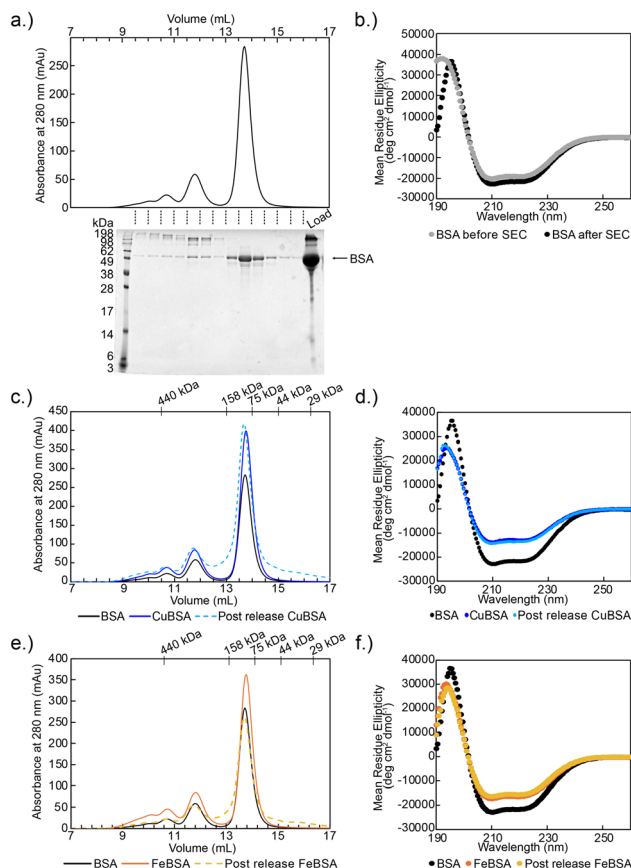 a.)
Volume (mL)
7 9 11 13 15 17
300
250
200
150
100
50
0
Absorbance at 280 nm (mAu)
kDa
198
98
62
49
38
28
17
14
6
3
Load
BSA
b.)
40000
30000
20000
10000
0
-10000
-20000
-30000
Mean Residue Ellipticity
(deg cm² dmol⁻¹)
190 210 230 250
Wavelength (nm)
BSA before SEC BSA after SEC
c.)
440 kDa 158 kDa 75 kDa 44 kDa 29 kDa
450
400
350
300
250
200
150
100
50
0
Absorbance at 280 nm (mAu)
7 9 11 13 15 17
Volume (mL)
BSA CuBSA Post release CuBSA
d.)
40000
30000
20000
10000
0
-10000
-20000
-30000
Mean Residue Ellipticity
(deg cm² dmol⁻¹)
190 210 230 250
Wavelength (nm)
BSA CuBSA Post release CuBSA
e.)
440 kDa 158 kDa 75 kDa 44 kDa 29 kDa
400
350
300
250
200
150
100
50
0
Absorbance at 280 nm (mAu)
7 9 11 13 15 17
Volume (mL)
BSA FeBSA Post release FeBSA
f.)
40000
30000
20000
10000
0
-10000
-20000
-30000
Mean Residue Ellipticity
(deg cm² dmol⁻¹)
190 210 230 250
Wavelength (nm)
BSA FeBSA Post release FeBSA